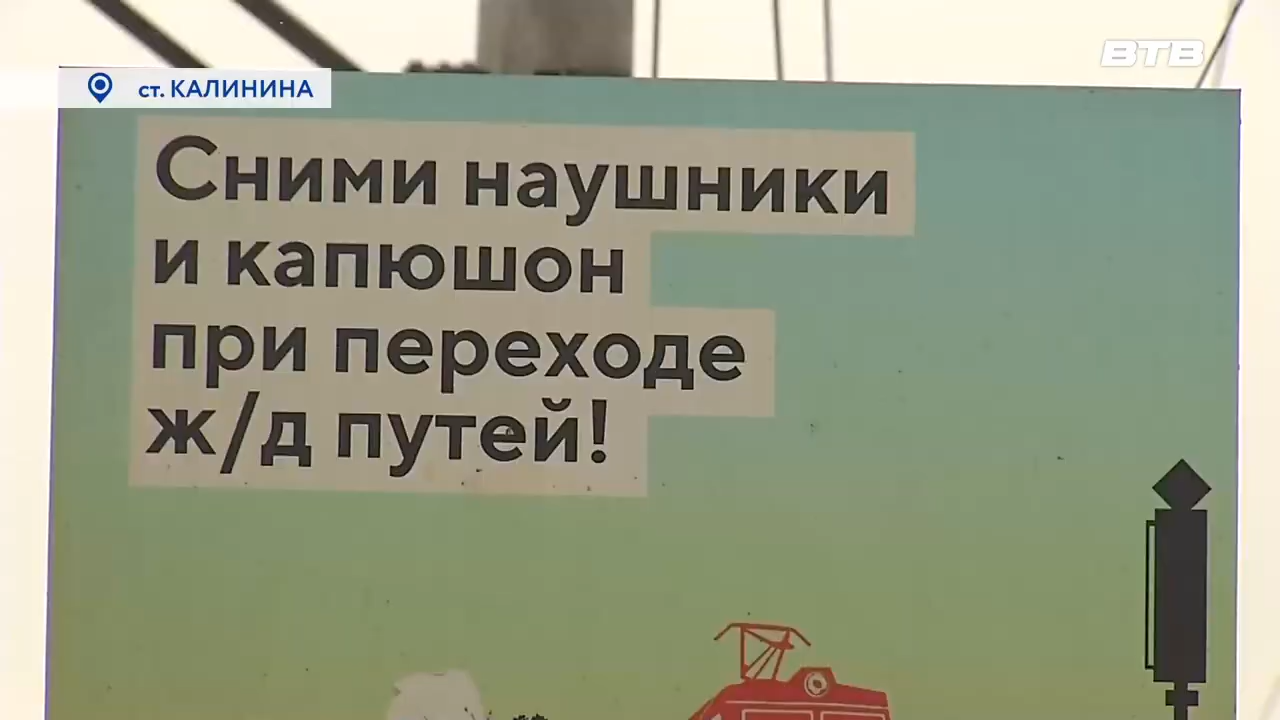 ст. КАЛИНИНА
ВТВ
Сними наушники
и капюшон
при переходе
ж/д путей!